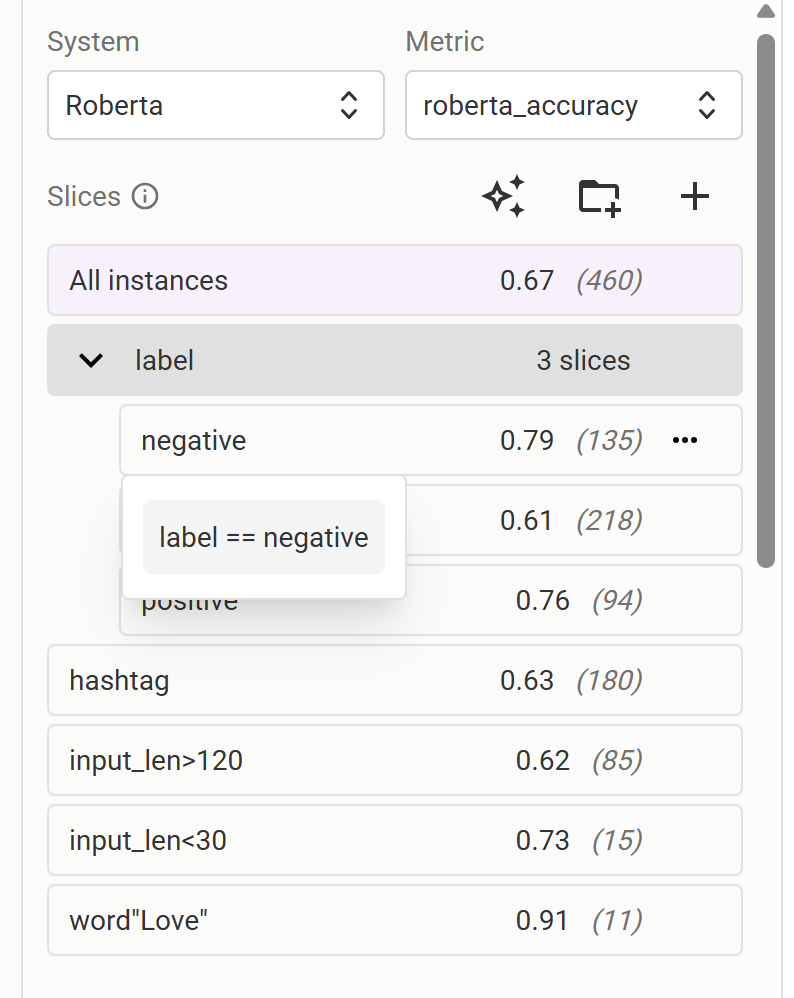 System Metric
Roberta roberta_accuracy
Slices
All instances 0.67 (460)
label 3 slices
negative 0.79 (135)
label == negative
0.61 (218)
positive 0.76 (94)
hashtag 0.63 (180)
input_len>120 0.62 (85)
input_len<30 0.73 (15)
word"Love" 0.91 (11)